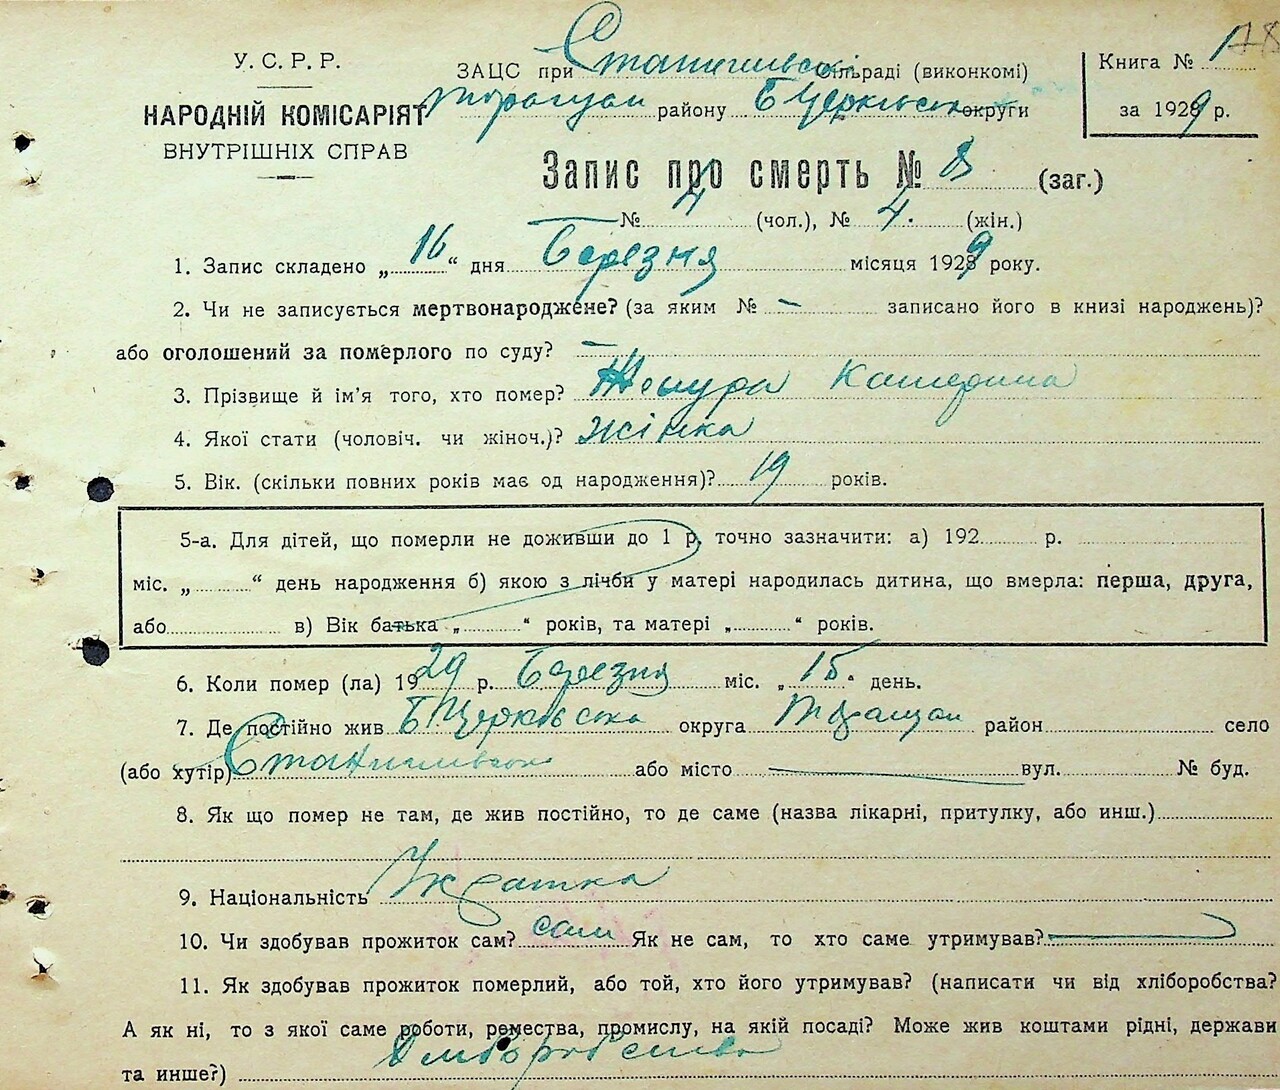 У. С. Р. Р.
НАРОДНІЙ КОМІСАРІЯТ
ВНУТРІШНІХ СПРАВ
ЗАЦС при Станишівськ сільраді (виконкомі)
району Б Церківськ округи
Книга № 1
за 1929 р.
178
Запис про смерть № 8 (заг.)
№ 4 (чол.), № 4. (жін.)
1. Запис складено „ 16 “ дня Березня місяця 1929 року.
2. Чи не записується мертвонароджене? (за яким № – записано його в книзі народжень)?
або оголошений за померлого по суду? –
3. Прізвище й ім'я того, хто помер? Катерина
4. Якої стати (чоловіч. чи жіноч.)? жінка
5. Вік. (скільки повних років має од народження)? 19 років.
5-а. Для дітей, що померли не доживши до 1 р. точно зазначити: а) 192 р.
міс. „ “ день народження б) якою з лічби у матері народилась дитина, що вмерла: перша, друга,
або в) Вік батька „ “ років, та матері „ “ років.
6. Коли помер (ла) 1929 р. Березня міс. „ 15 “ день.
7. Де постійно жив Б Церківська округа Таращан район село
(або хутір) або місто вул. № буд.
8. Як що помер не там, де жив постійно, то де саме (назва лікарні, притулку, або инш.)
9. Національність Українка
10. Чи здобував прожиток сам? сам Як не сам, то хто саме утримував?
11. Як здобував прожиток померлий, або той, хто його утримував? (написати чи від хліборобства?
А як ні, то з якої саме роботи, ремества, промислу, на якій посаді? Може жив коштами рідні, держави
та инше?) Хліборобство